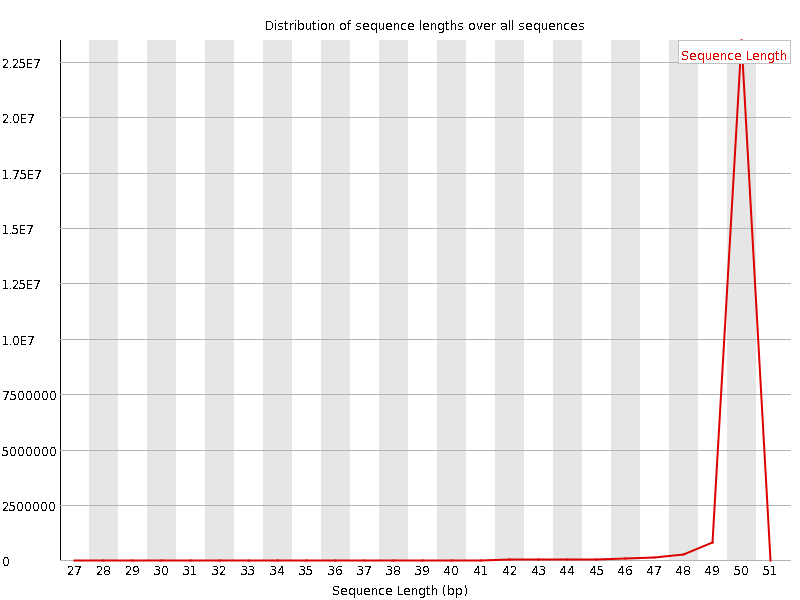 Distribution of sequence lengths over all sequences
Sequence Length
2.25E7
2.0E7
1.75E7
1.5E7
1.25E7
1.0E7
7500000
5000000
2500000
0
27 28 29 30 31 32 33 34 35 36 37 38 39 40 41 42 43 44 45 46 47 48 49 50 51
Sequence Length (bp)